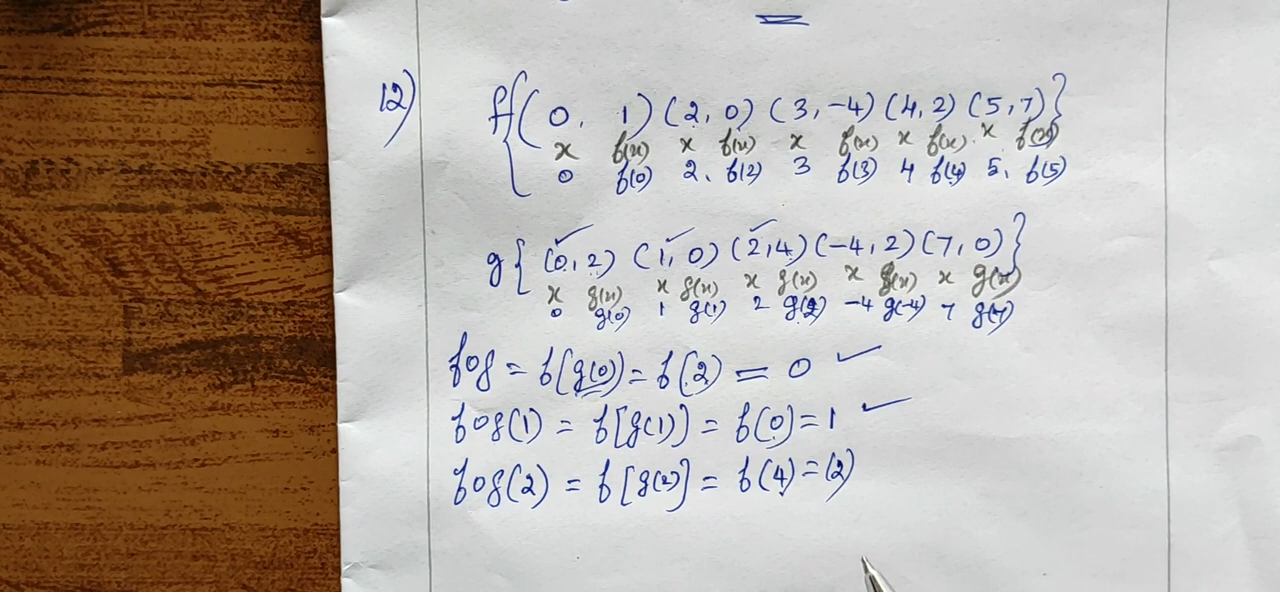 12) f{(0, 1) (2, 0) (3, -4) (4, 2) (5, 7)}
x f(x) x f(x) x f(x) x f(x) x f(x)
0 f(0) 2, f(2) 3 f(3) 4 f(4) 5, f(5)
g{ (0, 2) (1, 0) (2, 4) (-4, 2) (7, 0)}
x g(x) x g(x) x g(x) x g(x) x g(x)
0 g(0) 1 g(1) 2 g(2) -4 g(-4) 7 g(7)
fog = f[g(0)) = f(2) = 0 ✓
fog(1) = f[g(1)] = f(0) = 1 ✓
fog(2) = f[g(2)] = f(4) = (2)